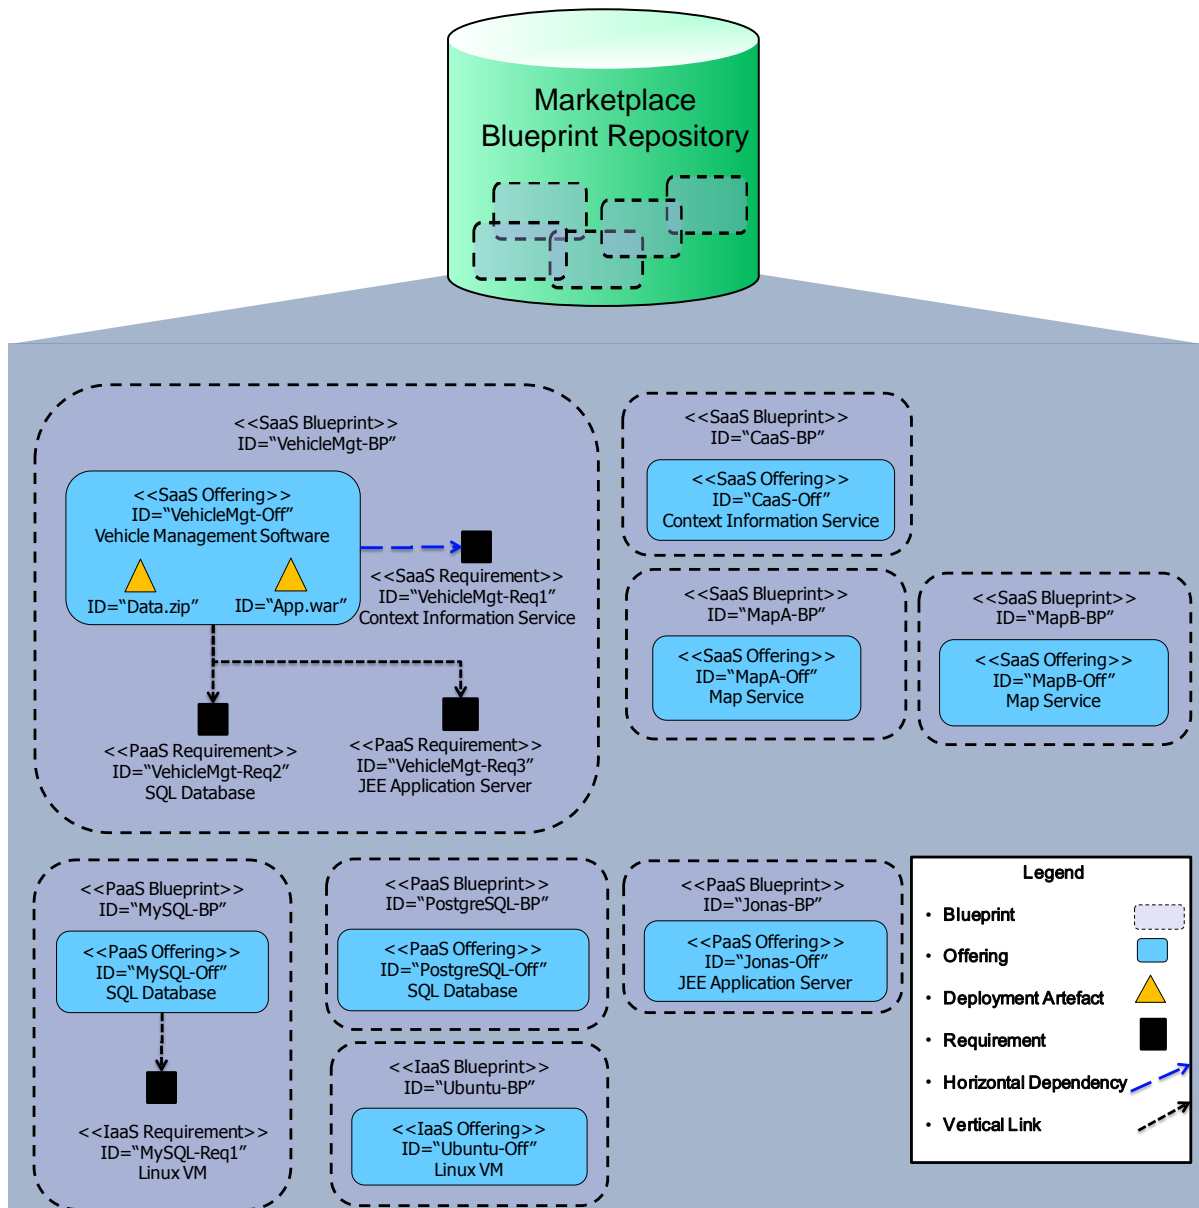 Marketplace
Blueprint Repository
<<SaaS Blueprint>>
ID=“VehicleMgt-BP”
<<SaaS Offering>>
ID=“VehicleMgt-Off”
Vehicle Management Software
ID=“Data.zip”
ID=“App.war”
<<SaaS Requirement>>
ID=“VehicleMgt-Req1”
Context Information Service
<<PaaS Requirement>>
ID=“VehicleMgt-Req2”
SQL Database
<<PaaS Requirement>>
ID=“VehicleMgt-Req3”
JEE Application Server
<<SaaS Blueprint>>
ID=“CaaS-BP”
<<SaaS Offering>>
ID=“CaaS-Off”
Context Information Service
<<SaaS Blueprint>>
ID=“MapA-BP”
<<SaaS Offering>>
ID=“MapA-Off”
Map Service
<<SaaS Blueprint>>
ID=“MapB-BP”
<<SaaS Offering>>
ID=“MapB-Off”
Map Service
<<PaaS Blueprint>>
ID=“MySQL-BP”
<<PaaS Offering>>
ID=“MySQL-Off”
SQL Database
<<IaaS Requirement>>
ID=“MySQL-Req1”
Linux VM
<<PaaS Blueprint>>
ID=“PostgreSQL-BP”
<<PaaS Offering>>
ID=“PostgreSQL-Off”
SQL Database
<<IaaS Blueprint>>
ID=“Ubuntu-BP”
<<IaaS Offering>>
ID=“Ubuntu-Off”
Linux VM
<<PaaS Blueprint>>
ID=“Jonas-BP”
<<PaaS Offering>>
ID=“Jonas-Off”
JEE Application Server
Legend
• Blueprint
• Offering
• Deployment Artefact
• Requirement
• Horizontal Dependency
• Vertical Link